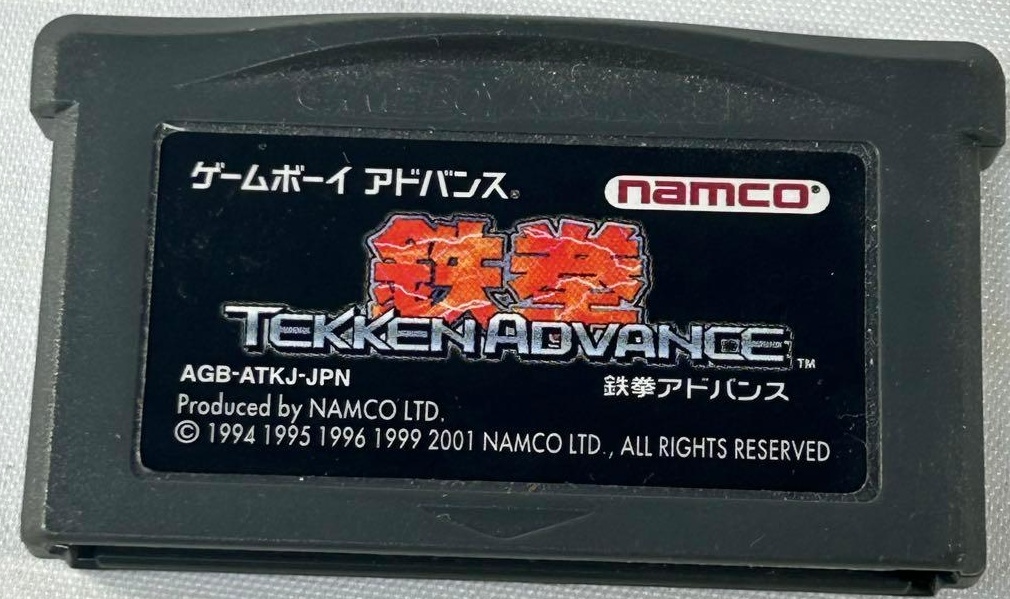 ゲームボーイ アドバンス®
namco®
鉄拳
TEKKEN ADVANCE™
鉄拳アドバンス
AGB-ATKJ-JPN
Produced by NAMCO LTD.
© 1994 1995 1996 1999 2001 NAMCO LTD., ALL RIGHTS RESERVED